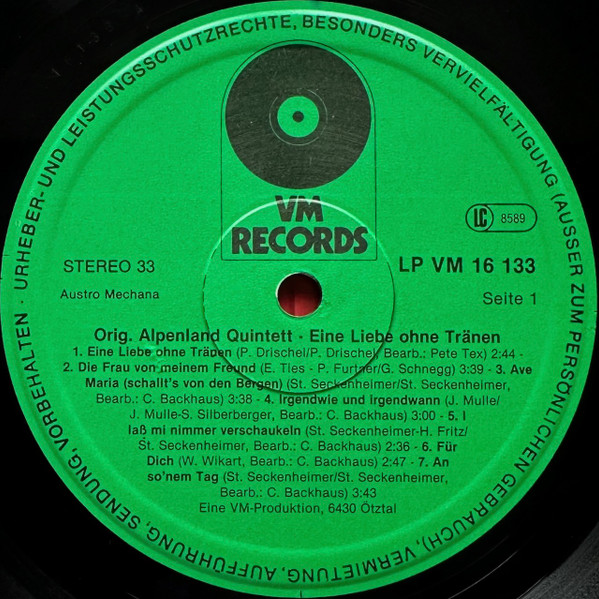 URHEBER- UND LEISTUNGSSCHUTZRECHTE, BESONDERS VERVIELFÄLTIGUNG (AUSSER ZUM PERSÖNLICHEN GEBRAUCH), VERMIETUNG, AUFFÜHRUNG, SENDUNG, VORBEHALTEN ·
VM
RECORDS
LC 8589
STEREO 33
LP VM 16 133
Austro Mechana
Seite 1
Orig. Alpenland Quintett · Eine Liebe ohne Tränen
1. Eine Liebe ohne Tränen (P. Drischel/P. Drischel, Bearb.: Pete Tex) 2:44 -
2. Die Frau von meinem Freund (E. Ties - P. Furtner/G. Schnegg) 3:39 - 3. Ave
Maria (schallt's von den Bergen) (St. Seckenheimer/St. Seckenheimer,
Bearb.: C. Backhaus) 3:38 - 4. Irgendwie und irgendwann (J. Mulle/
J. Mulle-S. Silberberger, Bearb.: C. Backhaus) 3:00 - 5. I
laß mi nimmer verschaukeln (St. Seckenheimer-H. Fritz/
St. Seckenheimer, Bearb.: C. Backhaus) 2:36 - 6. Für
Dich (W. Wikart, Bearb.: C. Backhaus) 2:47 - 7. An
so'nem Tag (St. Seckenheimer/St. Seckenheimer,
Bearb.: C. Backhaus) 3:43
Eine VM-Produktion, 6430 Ötztal